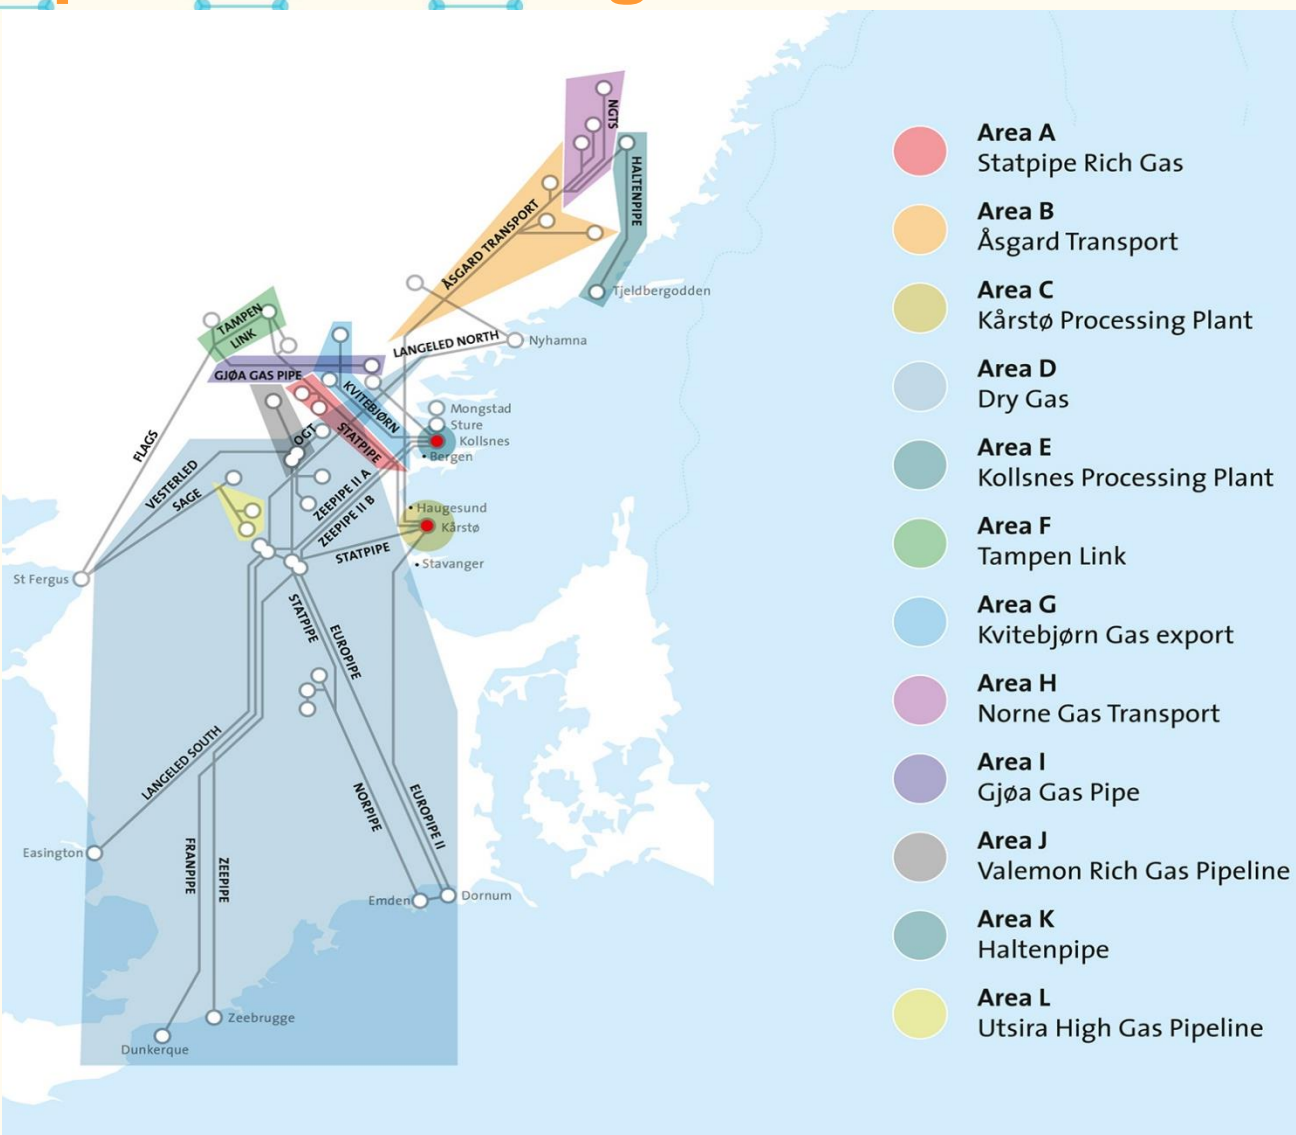 NGTS
HALTENPIPE
ÅSGARD TRANSPORT
Tjeldbergodden
TAMPEN
LINK
LANGELED NORTH
Nyhamna
GJØA GAS PIPE
KVITEBJØRN
Mongstad
Sture
Kollsnes
Bergen
FLAGS
OGT
STATPIPE
VESTERLED
SAGE
ZEEPIPE II A
ZEEPIPE II B
Haugesund
Kårstø
STATPIPE
Stavanger
St Fergus
STATPIPE
EUROPIPE
LANGELED SOUTH
NORPIPE
EUROPIPE II
Easington
FRANPIPE
ZEEPIPE
Emden
Dornum
Zeebrugge
Dunkerque
Area A
Statpipe Rich Gas
Area B
Åsgard Transport
Area C
Kårstø Processing Plant
Area D
Dry Gas
Area E
Kollsnes Processing Plant
Area F
Tampen Link
Area G
Kvitebjørn Gas export
Area H
Norne Gas Transport
Area I
Gjøa Gas Pipe
Area J
Valemon Rich Gas Pipeline
Area K
Haltenpipe
Area L
Utsira High Gas Pipeline